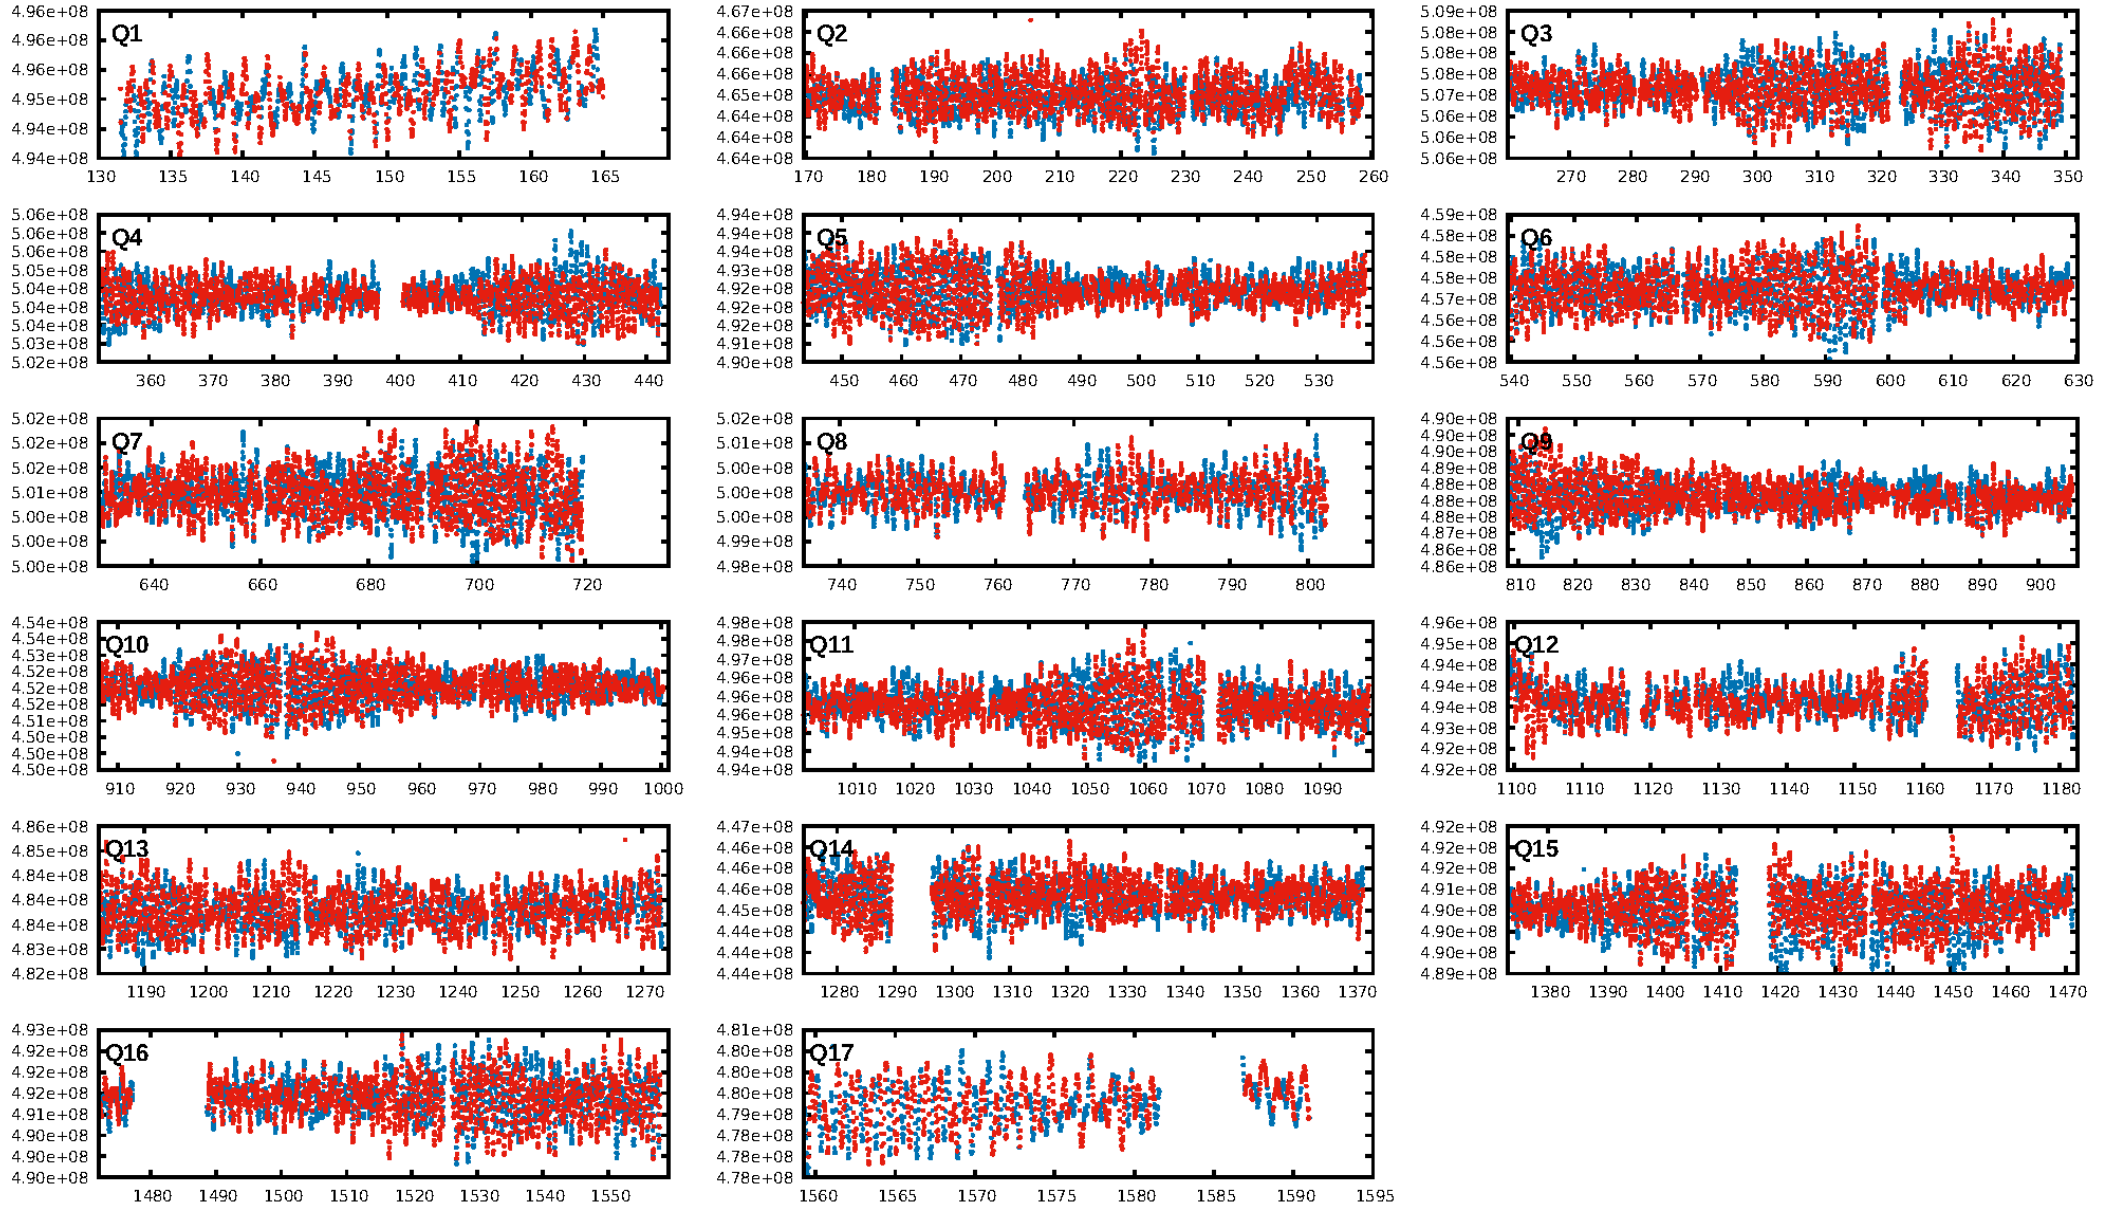 4.96e+08 4.96e+08 4.96e+08 4.95e+08 4.94e+08 4.94e+08
Q1
130 135 140 145 150 155 160 165
4.67e+08 4.66e+08 4.66e+08 4.65e+08 4.65e+08 4.64e+08 4.64e+08
Q2
170 180 190 200 210 220 230 240 250 260
5.09e+08 5.08e+08 5.08e+08 5.07e+08 5.07e+08 5.06e+08 5.06e+08
Q3
270 280 290 300 310 320 330 340 350
5.06e+08 5.06e+08 5.05e+08 5.05e+08 5.04e+08 5.04e+08 5.04e+08 5.03e+08 5.02e+08
Q4
360 370 380 390 400 410 420 430 440
4.94e+08 4.94e+08 4.93e+08 4.93e+08 4.92e+08 4.92e+08 4.92e+08 4.91e+08 4.90e+08
Q5
450 460 470 480 490 500 510 520 530
4.59e+08 4.58e+08 4.58e+08 4.58e+08 4.57e+08 4.56e+08 4.56e+08 4.56e+08
Q6
540 550 560 570 580 590 600 610 620 630
5.02e+08 5.02e+08 5.02e+08 5.01e+08 5.00e+08 5.00e+08 5.00e+08
Q7
640 660 680 700 720
5.02e+08 5.01e+08 5.00e+08 5.00e+08 5.00e+08 4.99e+08 4.98e+08
Q8
740 750 760 770 780 790 800
4.90e+08 4.90e+08 4.90e+08 4.89e+08 4.88e+08 4.88e+08 4.88e+08 4.87e+08 4.86e+08 4.86e+08
Q9
810 820 830 840 850 860 870 880 890 900
4.54e+08 4.54e+08 4.53e+08 4.52e+08 4.52e+08 4.52e+08 4.51e+08 4.50e+08 4.50e+08 4.50e+08
Q10
910 920 930 940 950 960 970 980 990 1000
4.98e+08 4.98e+08 4.97e+08 4.96e+08 4.96e+08 4.96e+08 4.95e+08 4.94e+08 4.94e+08
Q11
1010 1020 1030 1040 1050 1060 1070 1080 1090
4.96e+08 4.95e+08 4.94e+08 4.94e+08 4.93e+08 4.92e+08 4.92e+08
Q12
1100 1110 1120 1130 1140 1150 1160 1170 1180
4.86e+08 4.85e+08 4.84e+08 4.84e+08 4.84e+08 4.83e+08 4.82e+08
Q13
1190 1200 1210 1220 1230 1240 1250 1260 1270
4.47e+08 4.46e+08 4.46e+08 4.46e+08 4.45e+08 4.44e+08 4.44e+08
Q14
1280 1290 1300 1310 1320 1330 1340 1350 1360 1370
4.92e+08 4.92e+08 4.92e+08 4.91e+08 4.90e+08 4.90e+08 4.90e+08 4.89e+08
Q15
1380 1390 1400 1410 1420 1430 1440 1450 1460 1470
4.93e+08 4.92e+08 4.92e+08 4.92e+08 4.91e+08 4.90e+08 4.90e+08 4.90e+08
Q16
1480 1490 1500 1510 1520 1530 1540 1550
4.81e+08 4.80e+08 4.80e+08 4.80e+08 4.79e+08 4.78e+08 4.78e+08 4.78e+08
Q17
1560 1565 1570 1575 1580 1585 1590 1595